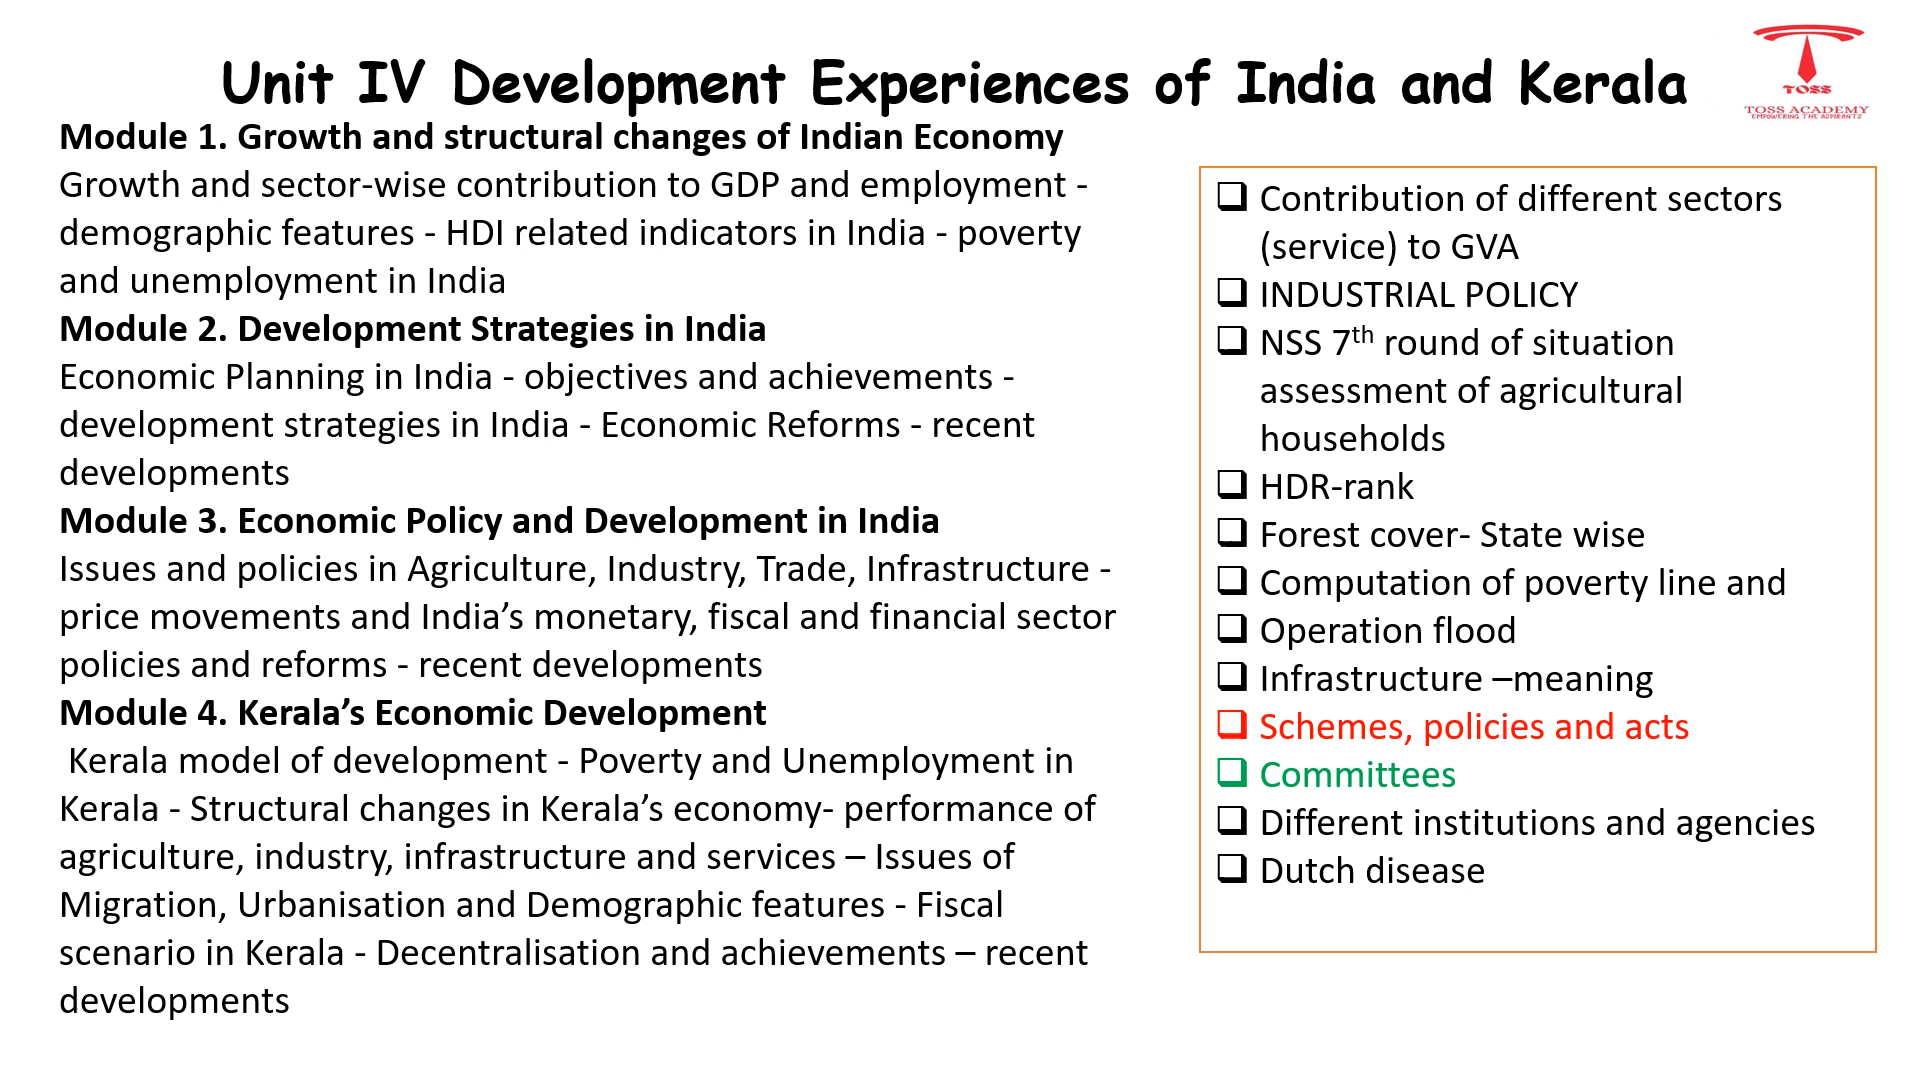 Unit IV Development Experiences of India and Kerala
TOSS
TOSS ACADEMY
EMPOWERING THE ASPIRANTS
Module 1. Growth and structural changes of Indian Economy
Growth and sector-wise contribution to GDP and employment -
demographic features - HDI related indicators in India - poverty
and unemployment in India
Module 2. Development Strategies in India
Economic Planning in India - objectives and achievements -
development strategies in India - Economic Reforms - recent
developments
Module 3. Economic Policy and Development in India
Issues and policies in Agriculture, Industry, Trade, Infrastructure -
price movements and India’s monetary, fiscal and financial sector
policies and reforms - recent developments
Module 4. Kerala’s Economic Development
Kerala model of development - Poverty and Unemployment in
Kerala - Structural changes in Kerala’s economy- performance of
agriculture, industry, infrastructure and services – Issues of
Migration, Urbanisation and Demographic features - Fiscal
scenario in Kerala - Decentralisation and achievements – recent
developments
❑ Contribution of different sectors
(service) to GVA
❑ INDUSTRIAL POLICY
❑ NSS 7th round of situation
assessment of agricultural
households
❑ HDR-rank
❑ Forest cover- State wise
❑ Computation of poverty line and
❑ Operation flood
❑ Infrastructure –meaning
❑ Schemes, policies and acts
❑ Committees
❑ Different institutions and agencies
❑ Dutch disease